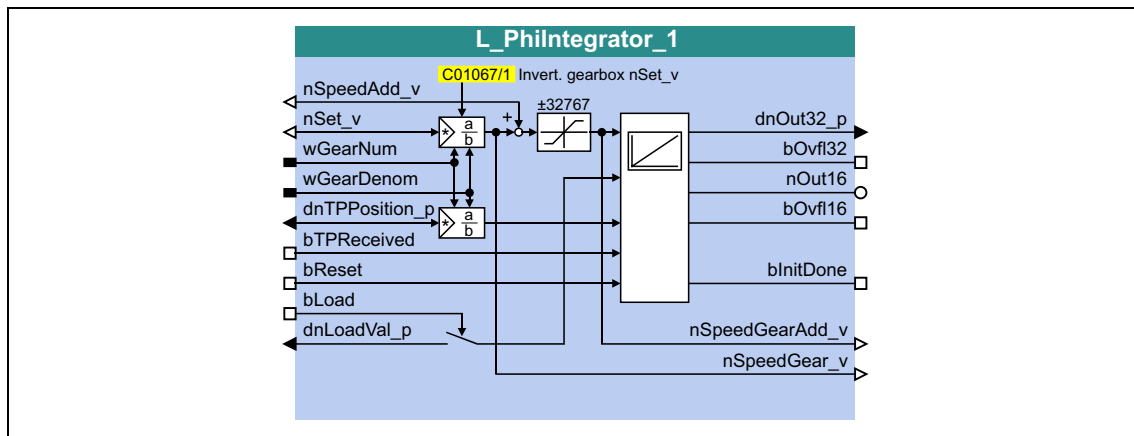 L_PhiIntegrator_1
C01067/1 Invert. gearbox nSet_v
nSpeedAdd_v
±32767
+
nSet_v
* a
b
dnOut32_p
wGearNum
bOvfl32
wGearDenom
nOut16
dnTPPosition_p
* a
b
bOvfl16
bTPReceived
bReset
bInitDone
bLoad
dnLoadVal_p
nSpeedGearAdd_v
nSpeedGear_v